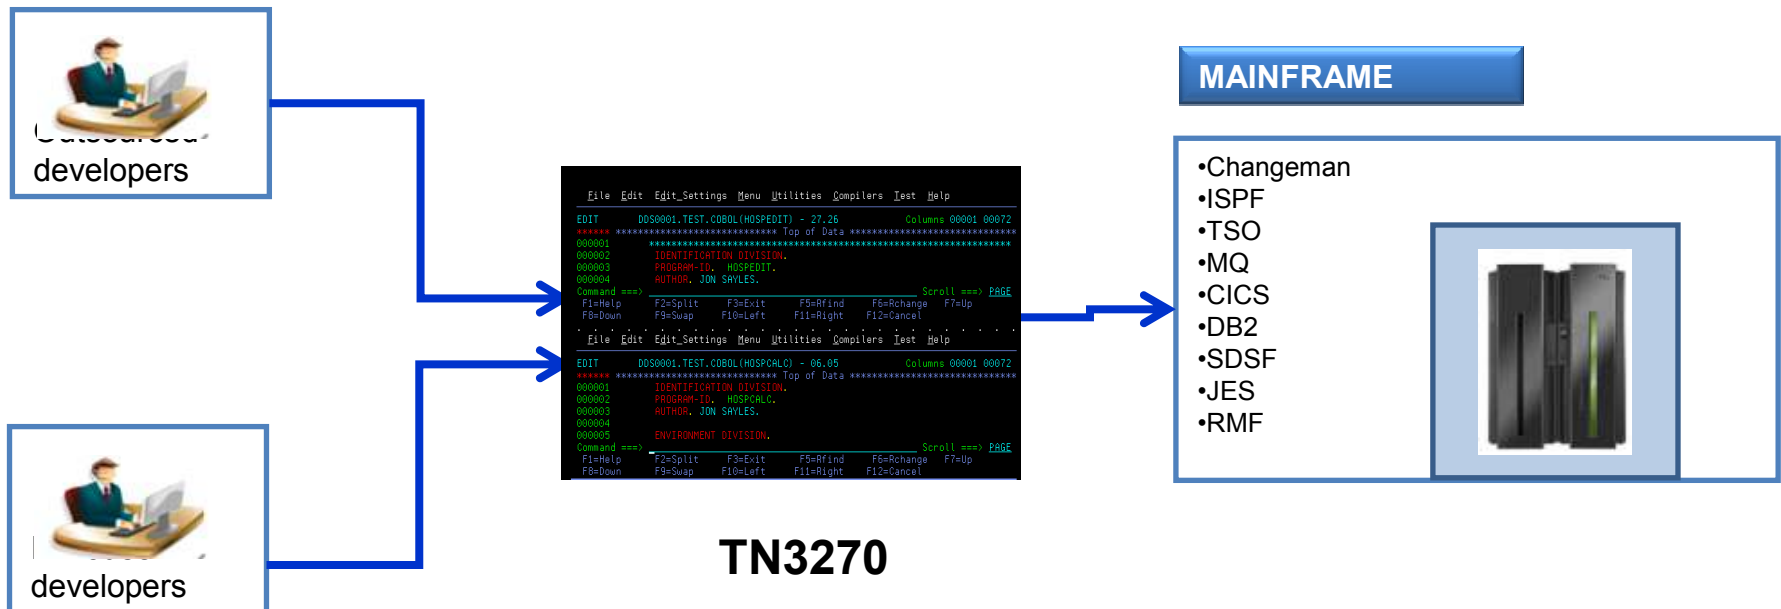 Outsourced
developers
developers
File Edit Edit_Settings Menu Utilities Compilers Test Help
EDIT DDS0001.TEST.COBOL(HOSPEDIT) - 27.26 Columns 00001 00072
****** **************************** Top of Data ******************************
000001 ****************************************************************
000002 IDENTIFICATION DIVISION.
000003 PROGRAM-ID. HOSPEDIT.
000004 AUTHOR. JON SAYLES.
Command ===> Scroll ===> PAGE
F1=Help F2=Split F3=Exit F5=Rfind F6=Rchange F7=Up
F8=Down F9=Swap F10=Left F11=Right F12=Cancel
File Edit Edit_Settings Menu Utilities Compilers Test Help
EDIT DDS0001.TEST.COBOL(HOSPCALC) - 06.05 Columns 00001 00072
****** **************************** Top of Data ******************************
000001 IDENTIFICATION DIVISION.
000002 PROGRAM-ID. HOSPCALC.
000003 AUTHOR. JON SAYLES.
000004
000005 ENVIRONMENT DIVISION.
Command ===> Scroll ===> PAGE
F1=Help F2=Split F3=Exit F5=Rfind F6=Rchange F7=Up
F8=Down F9=Swap F10=Left F11=Right F12=Cancel
TN3270
MAINFRAME
•Changeman
•ISPF
•TSO
•MQ
•CICS
•DB2
•SDSF
•JES
•RMF